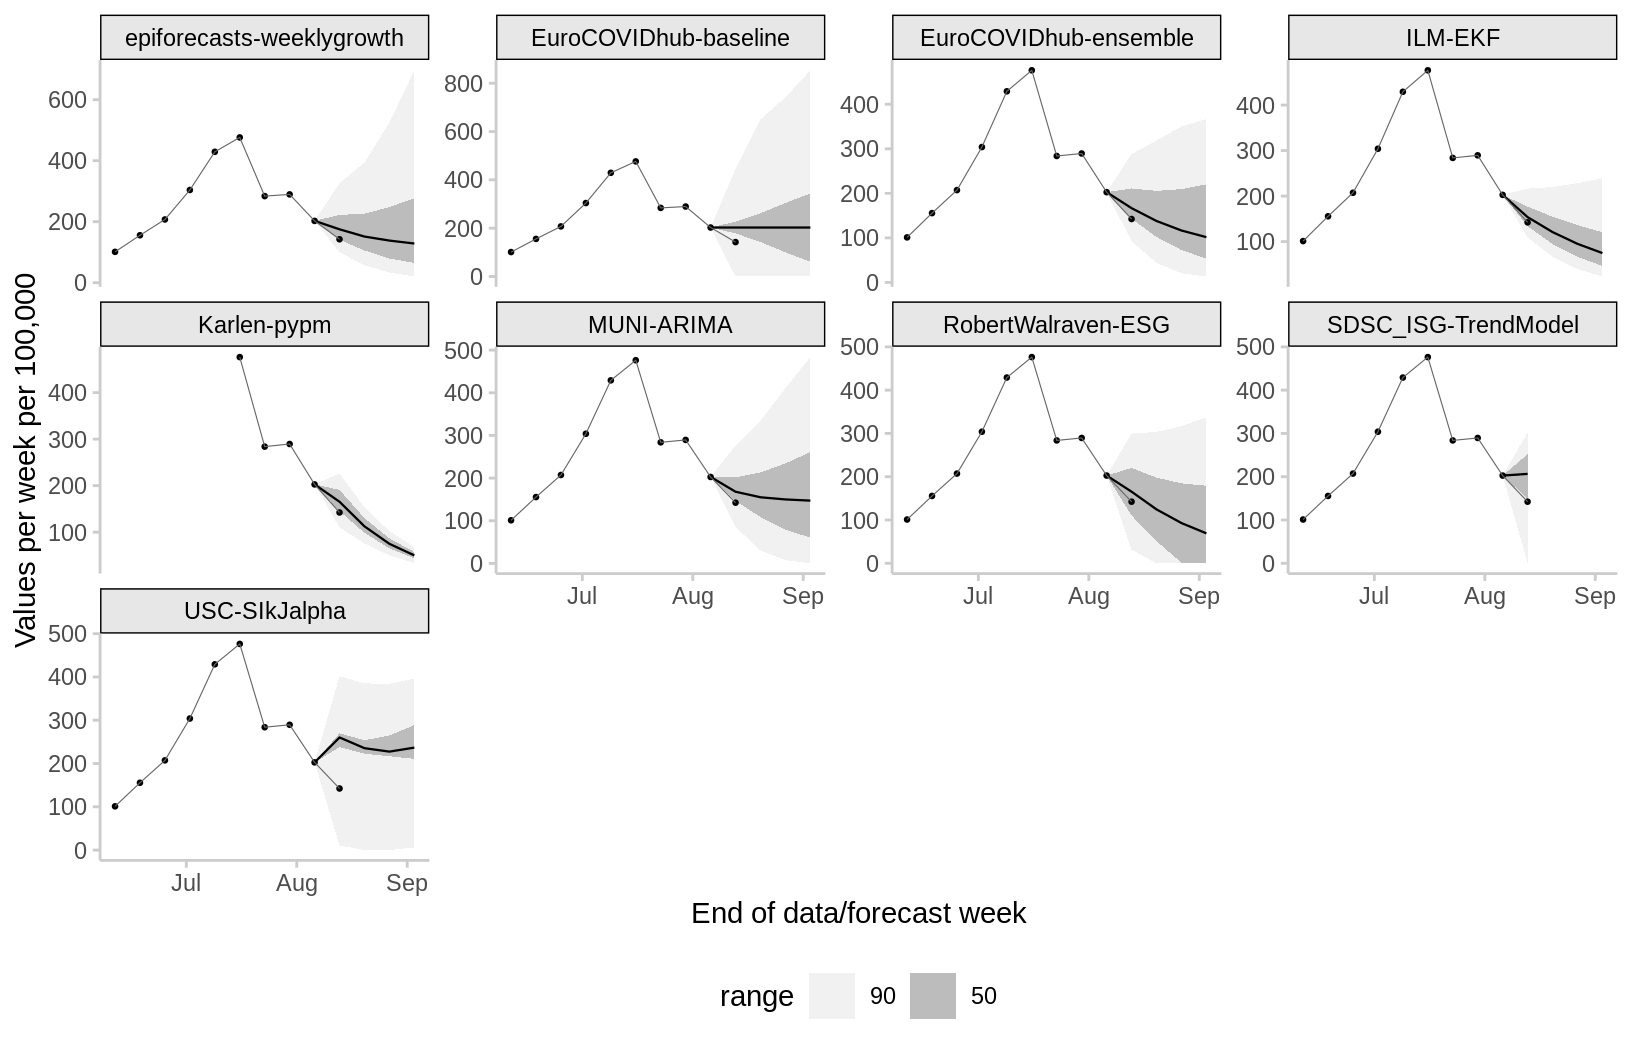 epiforecasts-weeklygrowth
EuroCOVIDhub-baseline
EuroCOVIDhub-ensemble
ILM-EKF
600
400
200
0
800
600
400
200
0
400
300
200
100
0
400
300
200
100
Values per week per 100,000
Karlen-pypm
MUNI-ARIMA
RobertWalraven-ESG
SDSC_ISG-TrendModel
400
300
200
100
500
400
300
200
100
0
Jul Aug Sep
500
400
300
200
100
0
Jul Aug Sep
500
400
300
200
100
0
Jul Aug Sep
USC-SIkJalpha
500
400
300
200
100
0
Jul Aug Sep
End of data/forecast week
range 90 50